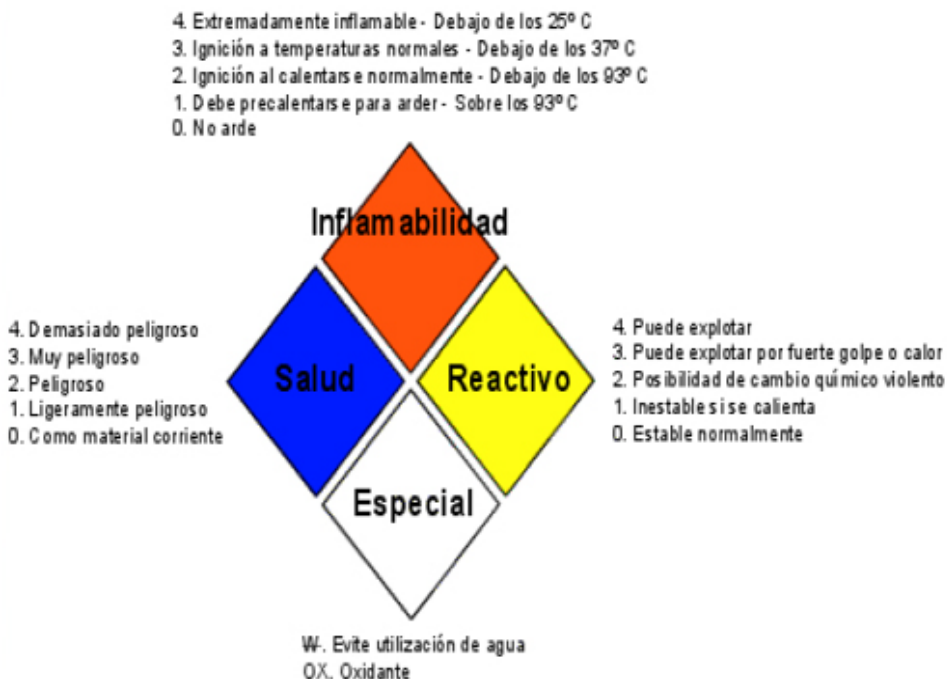 4. Extremadamente inflamable - Debajo de los 25º C
3. Ignición a temperaturas normales - Debajo de los 37º C
2. Ignición al calentarse normalmente - Debajo de los 93º C
1. Debe precalentarse para arder - Sobre los 93º C
0. No arde
Inflamabilidad
4. Demasiado peligroso
3. Muy peligroso
2. Peligroso
1. Ligeramente peligroso
0. Como material corriente
Salud
Reactivo
4. Puede explotar
3. Puede explotar por fuerte golpe o calor
2. Posibilidad de cambio químico violento
1. Inestable si se calienta
0. Estable normalmente
Especial
W-. Evite utilización de agua
OX. Oxidante